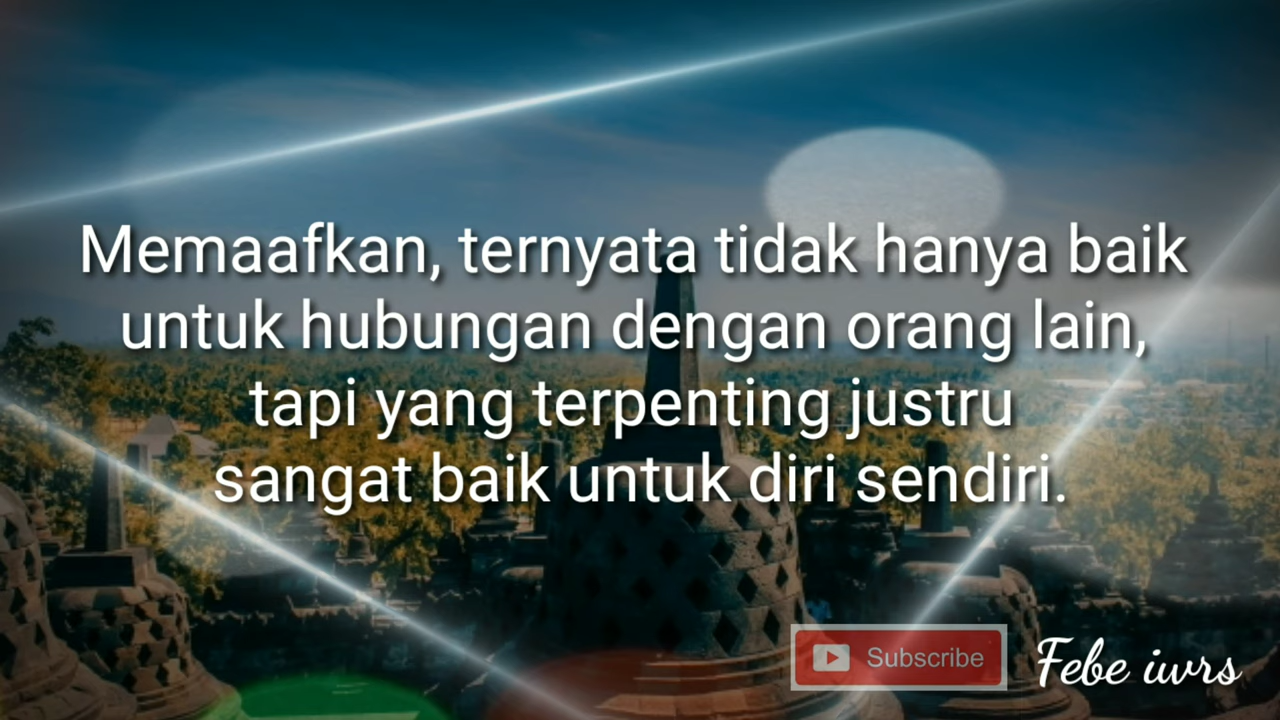 Memaafkan, ternyata tidak hanya baik
untuk hubungan dengan orang lain,
tapi yang terpenting justru
sangat baik untuk diri sendiri.
Subscribe
Febe iwrs